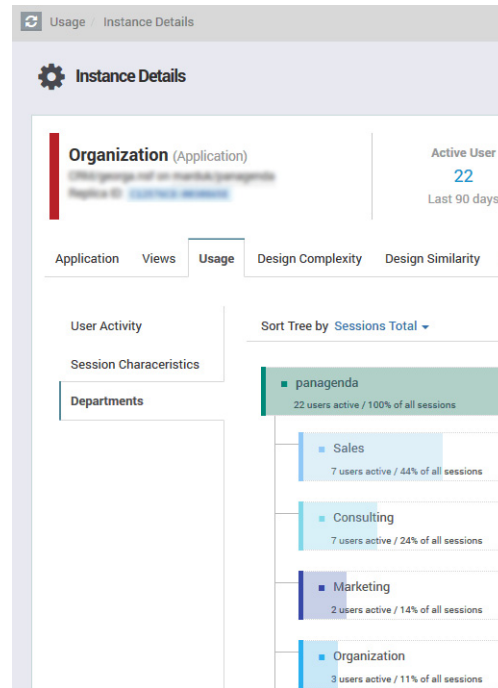 Usage / Instance Details
Instance Details
Organization (Application)
Active User
22
Last 90 days
Application Views Usage Design Complexity Design Similarity
User Activity
Session Characeristics
Departments
Sort Tree by Sessions Total
panagenda
22 users active / 100% of all sessions
Sales
7 users active / 44% of all sessions
Consulting
7 users active / 24% of all sessions
Marketing
2 users active / 14% of all sessions
Organization
3 users active / 11% of all sessions